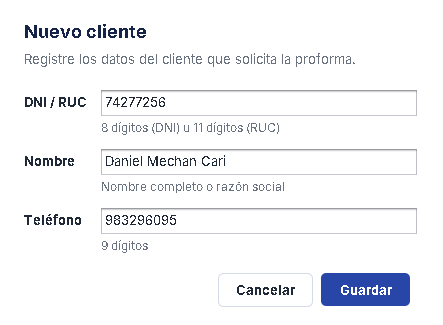 Nuevo cliente
Registre los datos del cliente que solicita la proforma.
DNI / RUC 74277256
8 dígitos (DNI) u 11 dígitos (RUC)
Nombre Daniel Mechan Cari
Nombre completo o razón social
Teléfono 983296095
9 dígitos
Cancelar Guardar